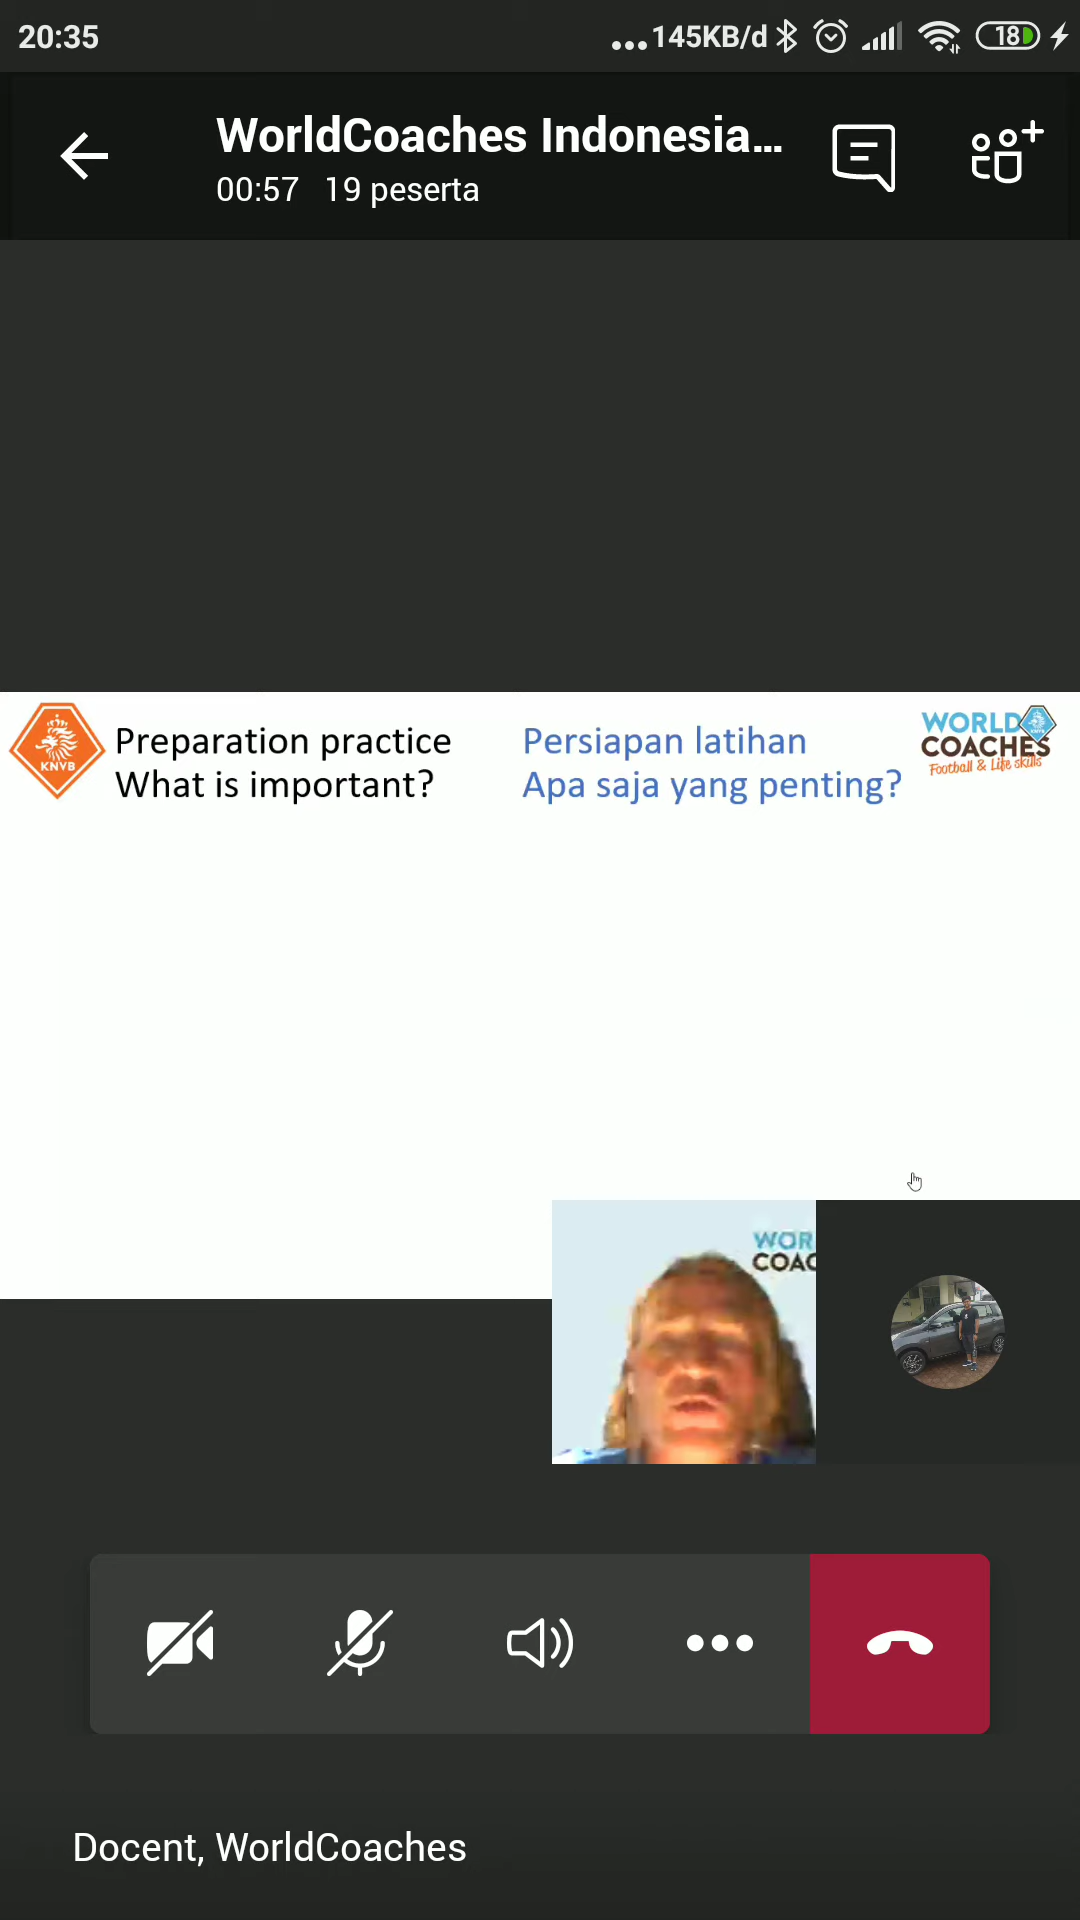 20:35
...145KB/d
18
WorldCoaches Indonesia...
00:57 19 peserta
KNVB
Preparation practice
What is important?
Persiapan latihan
Apa saja yang penting?
WORLD
COACHES
Football & Life skills
WOR
COAC
Docent, WorldCoaches